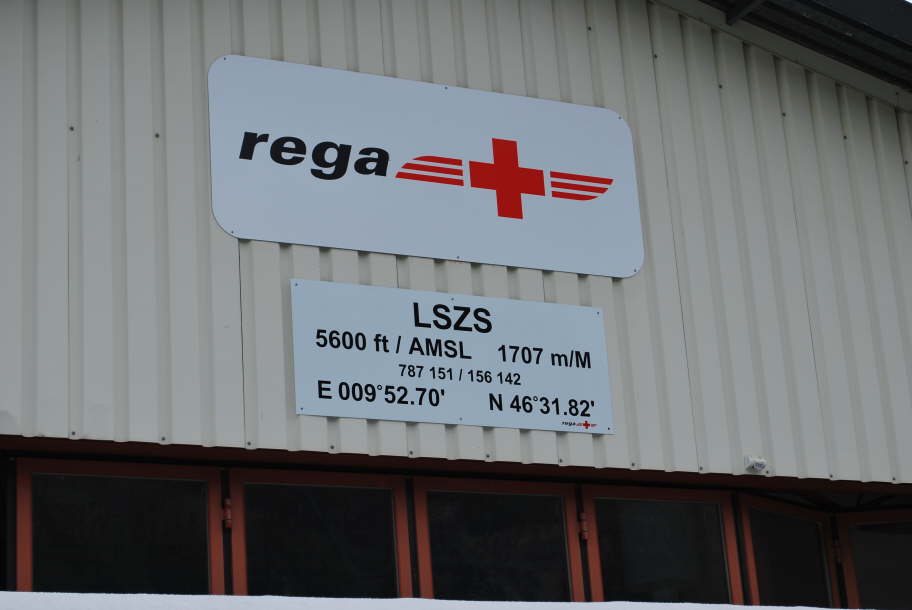 rega
LSZS
5600 ft / AMSL 1707 m/M
787 151 / 156 142
E 009°52.70' N 46°31.82'
rega